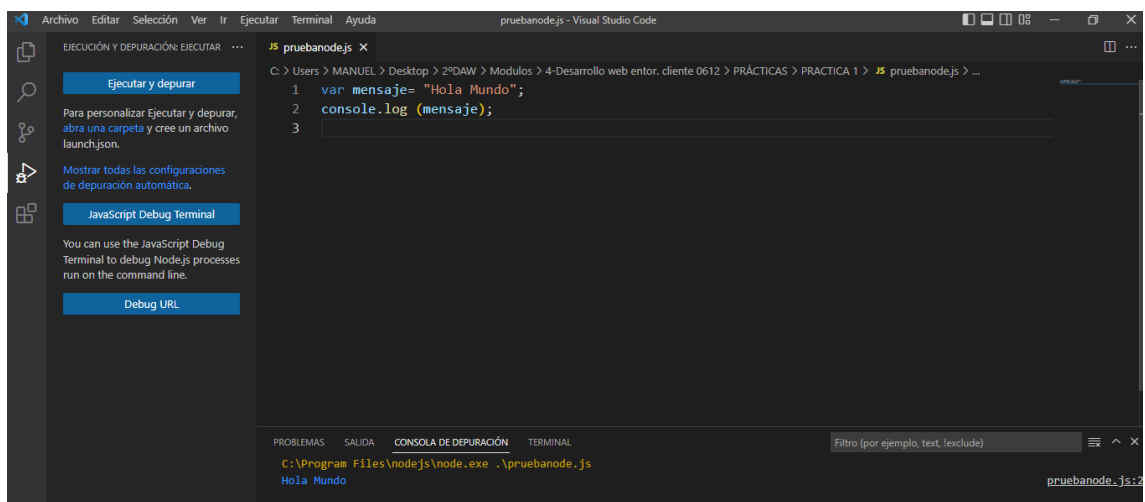 Archivo Editar Selección Ver Ir Ejecutar Terminal Ayuda pruebanode.js - Visual Studio Code
EJECUCIÓN Y DEPURACIÓN: EJECUTAR ···
Ejecutar y depurar
Para personalizar Ejecutar y depurar,
abra una carpeta y cree un archivo
launch.json.
Mostrar todas las configuraciones
de depuración automática.
JavaScript Debug Terminal
You can use the JavaScript Debug
Terminal to debug Node.js processes
run on the command line.
Debug URL
JS pruebanode.js ×
C: > Users > MANUEL > Desktop > 2ºDAW > Modulos > 4-Desarrollo web entor. cliente 0612 > PRÁCTICAS > PRACTICA 1 > JS pruebanode.js > ...
1 var mensaje= "Hola Mundo";
2 console.log (mensaje);
3
PROBLEMAS SALIDA CONSOLA DE DEPURACIÓN TERMINAL Filtro (por ejemplo, text, !exclude)
C:\Program Files\nodejs\node.exe .\pruebanode.js
Hola Mundo pruebanode.js:2